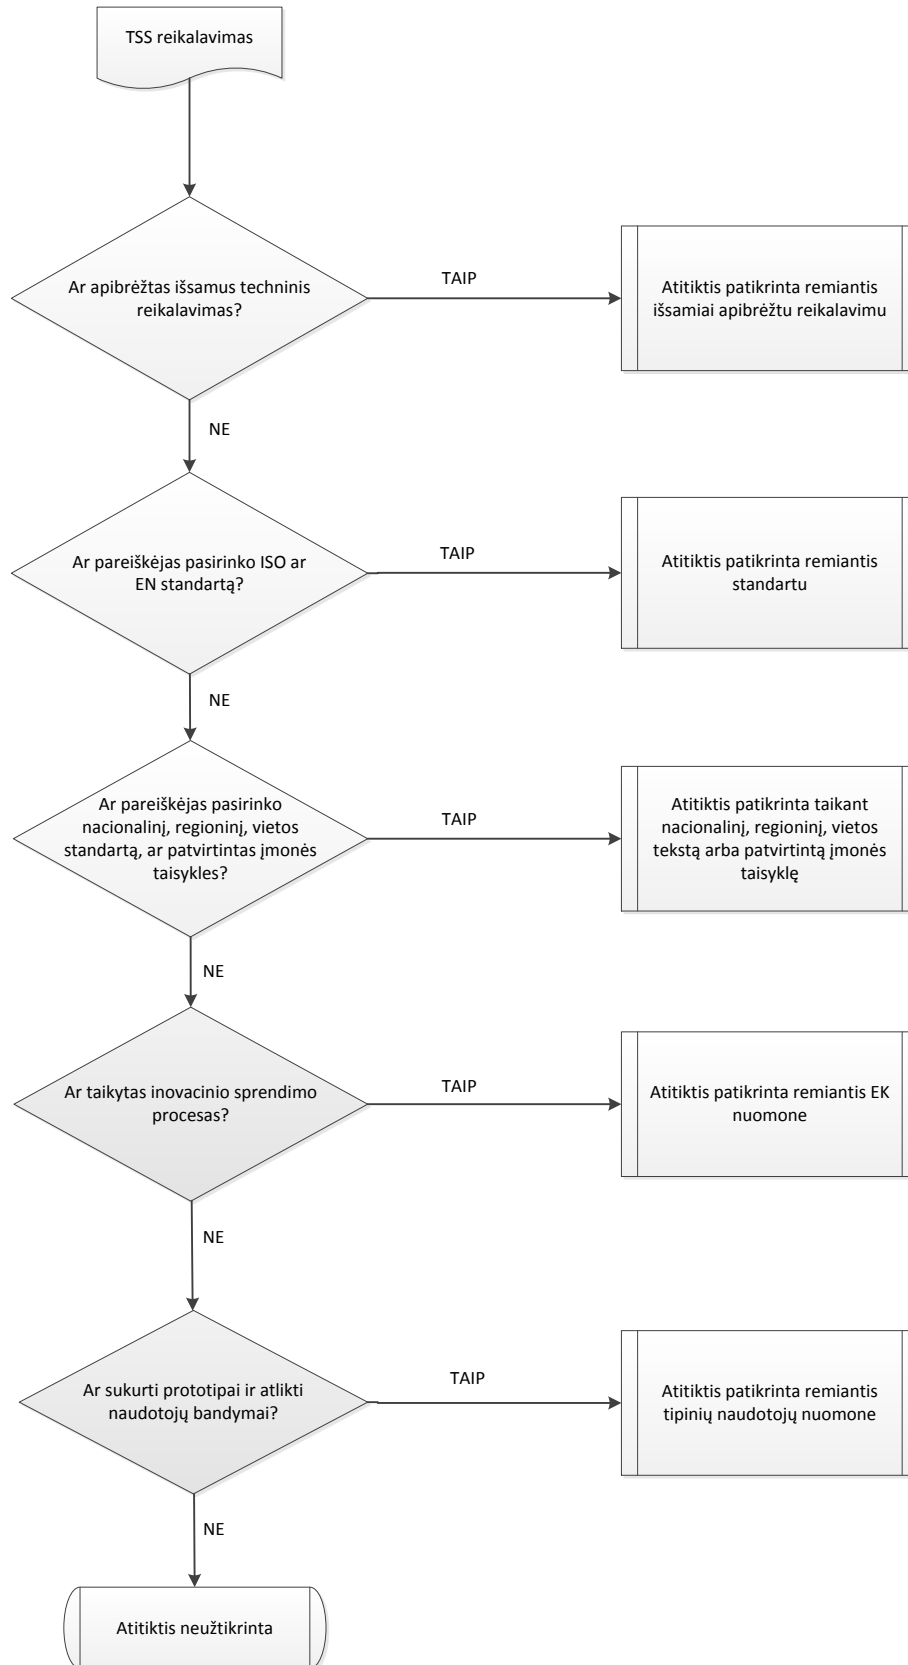 TSS reikalavimas
Ar apibrėžtas išsamus techninis
reikalavimas?
TAIP
Atitiktis patikrinta remiantis
išsamiai apibrėžtu reikalavimu
NE
Ar pareiškėjas pasirinko ISO ar
EN standartą?
TAIP
Atitiktis patikrinta remiantis
standartu
NE
Ar pareiškėjas pasirinko
nacionalinį, regioninį, vietos
standartą, ar patvirtintas įmonės
taisykles?
TAIP
Atitiktis patikrinta taikant
nacionalinį, regioninį, vietos
tekstą arba patvirtintą įmonės
taisyklę
NE
Ar taikytas inovacinio sprendimo
procesas?
TAIP
Atitiktis patikrinta remiantis EK
nuomone
NE
Ar sukurti prototipai ir atlikti
naudotojų bandymai?
TAIP
Atitiktis patikrinta remiantis
tipinių naudotojų nuomone
NE
Atitiktis neužtikrinta